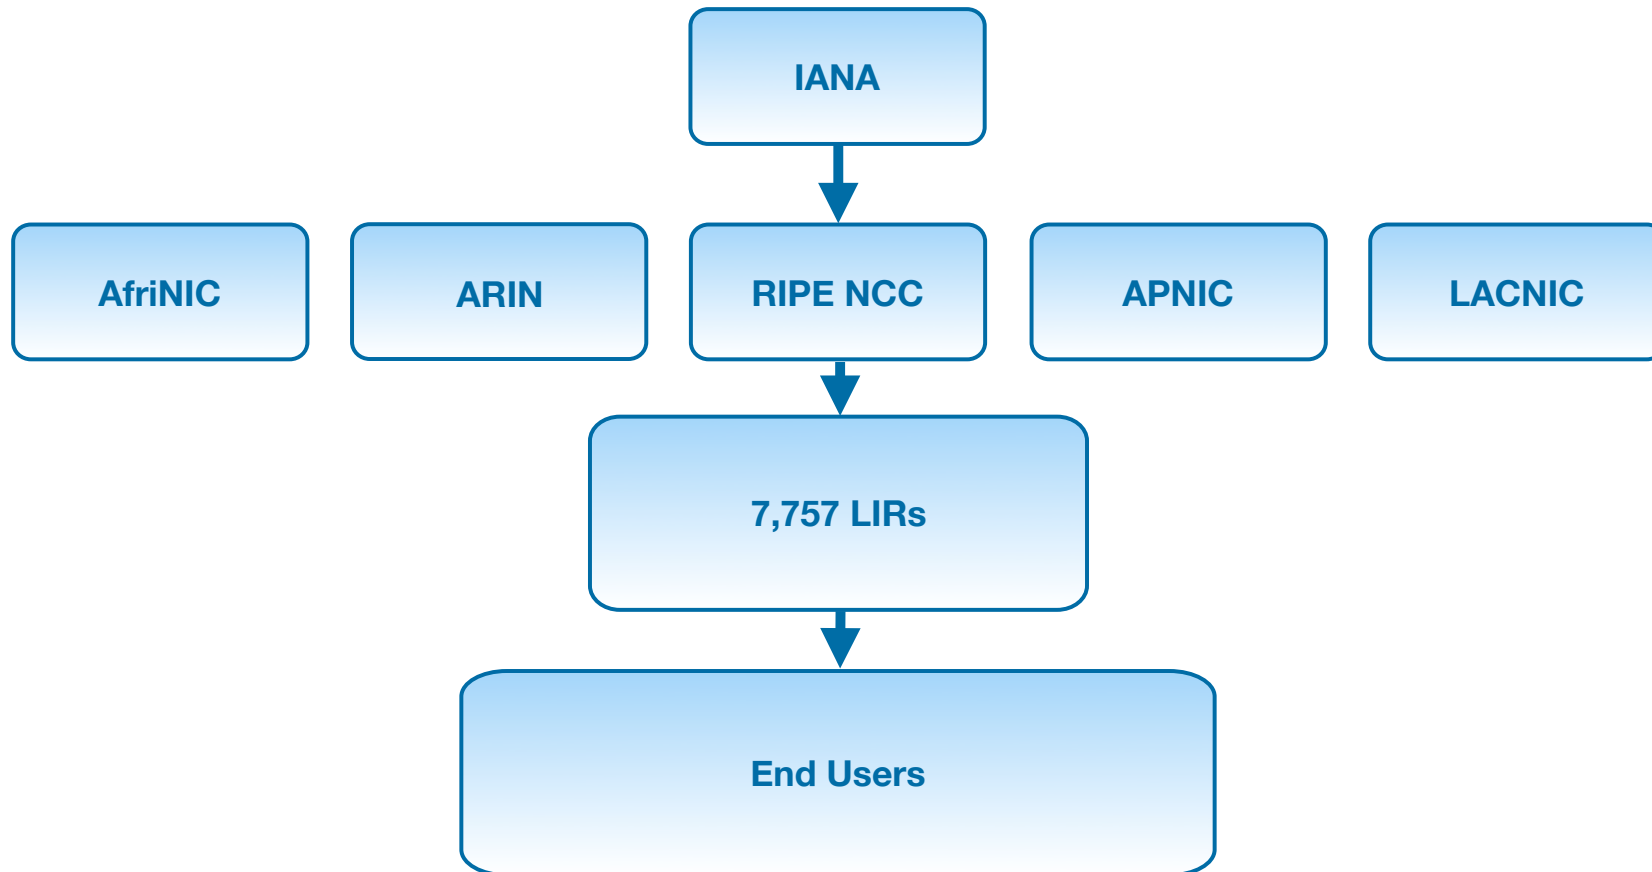 IANA
AfriNIC
ARIN
RIPE NCC
APNIC
LACNIC
7,757 LIRs
End Users